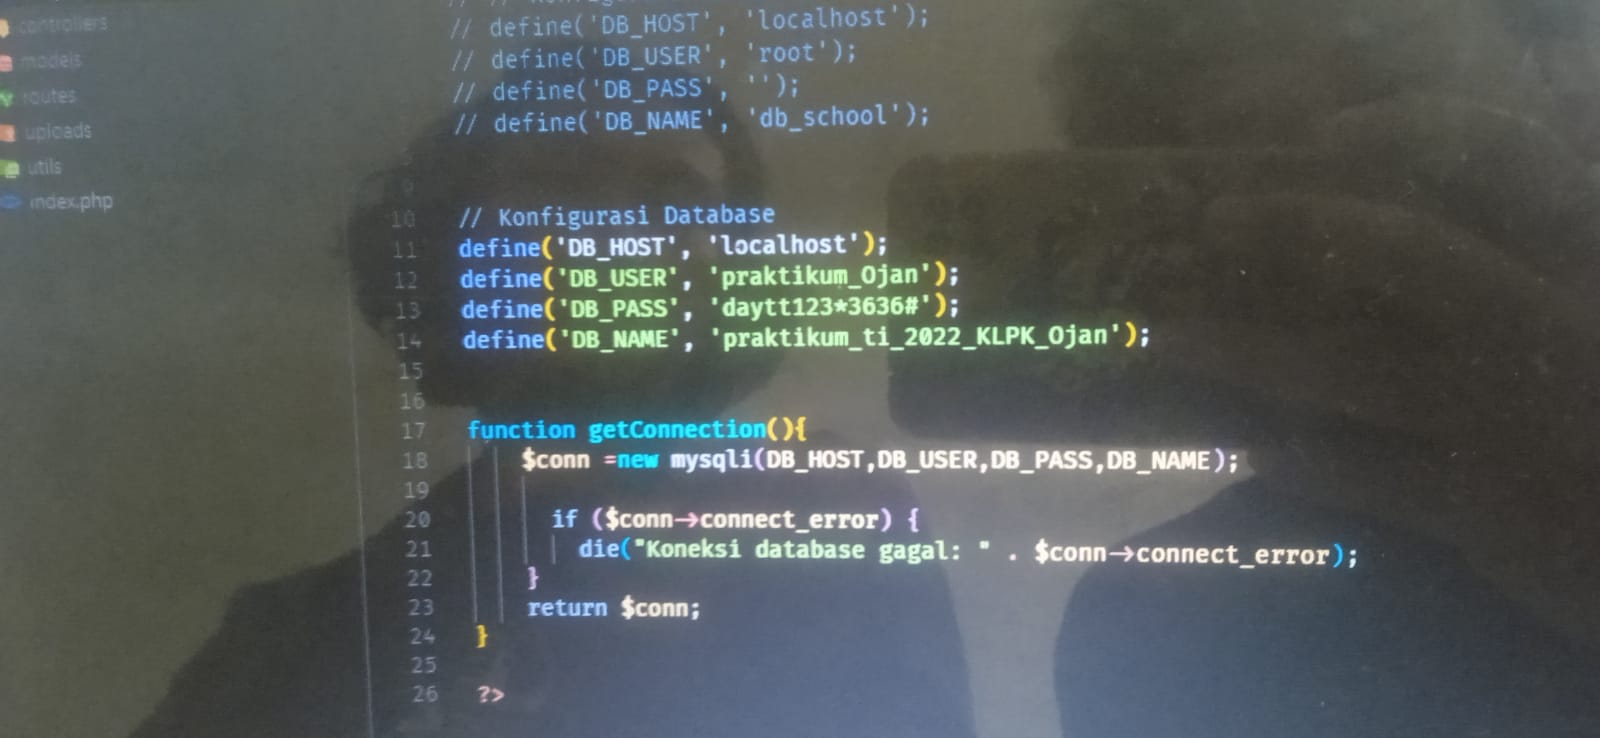 controllers
models
routes
uploads
utils
index.php
// define('DB_HOST', 'localhost');
// define('DB_USER', 'root');
// define('DB_PASS', '');
// define('DB_NAME', 'db_school');
9
10 // Konfigurasi Database
11 define('DB_HOST', 'localhost');
12 define('DB_USER', 'praktikum_Ojan');
13 define('DB_PASS', 'daytt123*3636#');
14 define('DB_NAME', 'praktikum_ti_2022_KLPK_Ojan');
15
16
17 function getConnection(){
18 $conn =new mysqli(DB_HOST,DB_USER,DB_PASS,DB_NAME);
19
20 if ($conn->connect_error) {
21 die("Koneksi database gagal: " . $conn->connect_error);
22 }
23 return $conn;
24 }
25
26 ?>